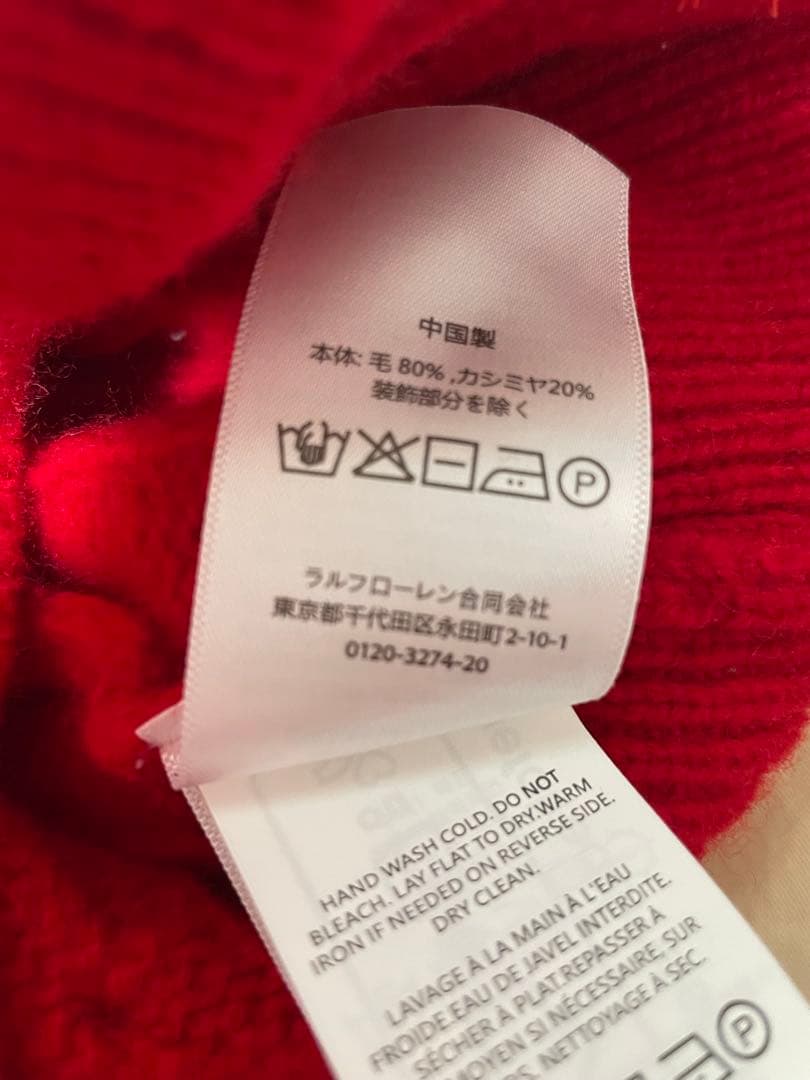 中国製
本体: 毛 80% ,カシミヤ20%
装飾部分を除く
P
ラルフローレン合同会社
東京都千代田区永田町2-10-1
0120-3274-20
HAND WASH COLD. DO NOT
BLEACH. LAY FLAT TO DRY.WARM
IRON IF NEEDED ON REVERSE SIDE.
DRY CLEAN.
LAVAGE À LA MAIN À L'EAU
FROIDE EAU DE JAVEL INTERDITE.
SÉCHER À PLAT.REPASSER À
MOYEN SI NÉCESSAIRE, SUR
NETTOYAGE À SEC.
P